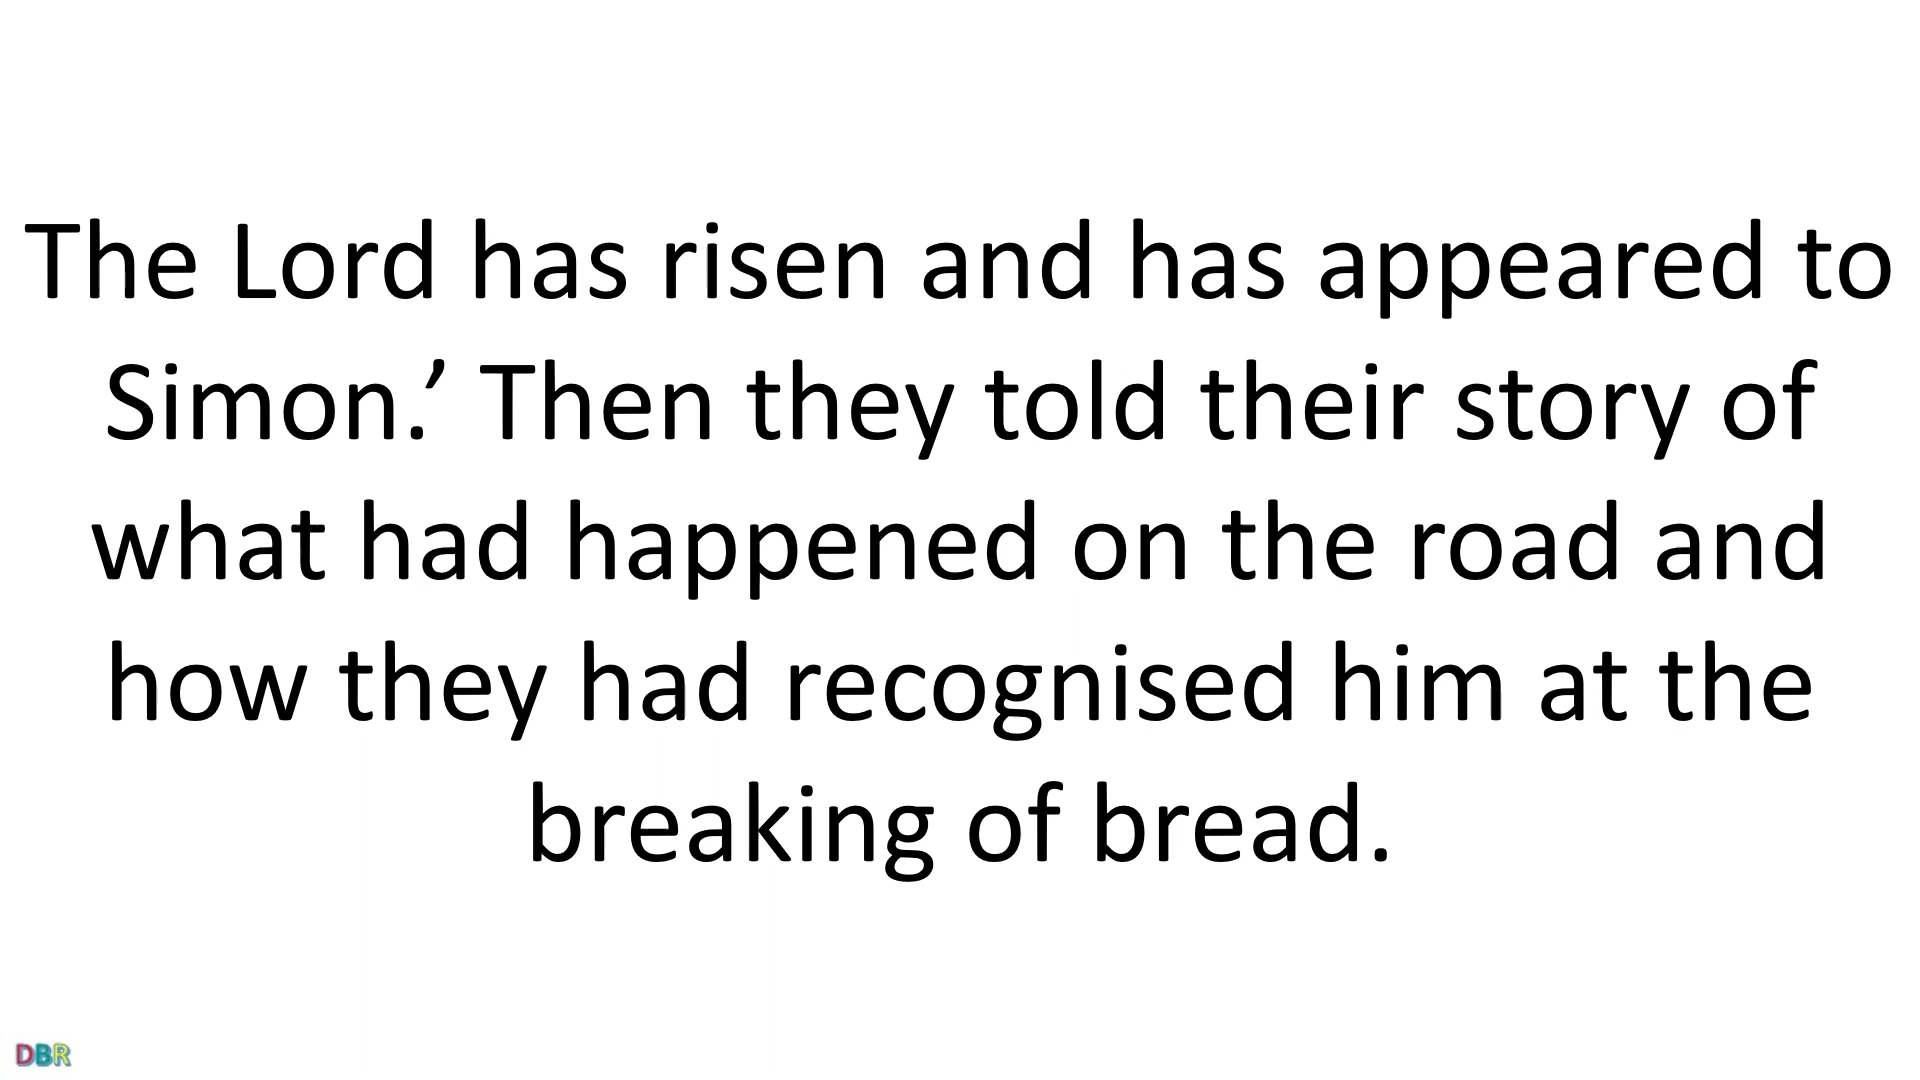 The Lord has risen and has appeared to
Simon.’ Then they told their story of
what had happened on the road and
how they had recognised him at the
breaking of bread.
DBR